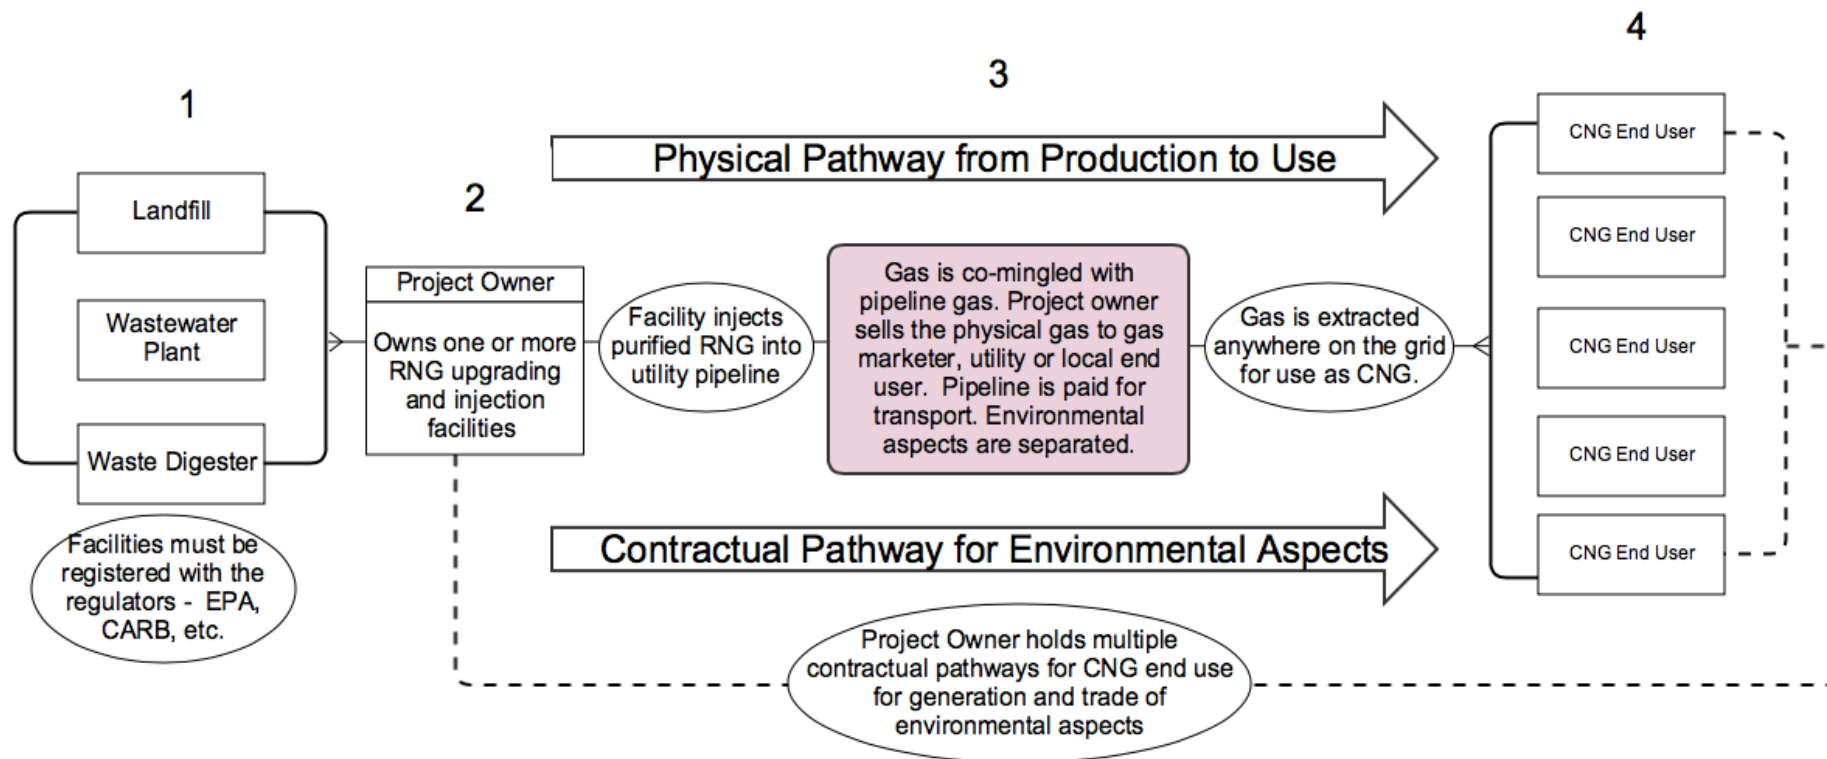 1
Landfill
Wastewater
Plant
Waste Digester
Facilities must be
registered with the
regulators - EPA,
CARB, etc.
2
Project Owner
Owns one or more
RNG upgrading
and injection
facilities
3
Physical Pathway from Production to Use
Facility injects
purified RNG into
utility pipeline
Gas is co-mingled with
pipeline gas. Project owner
sells the physical gas to gas
marketer, utility or local end
user. Pipeline is paid for
transport. Environmental
aspects are separated.
Gas is extracted
anywhere on the grid
for use as CNG.
Contractual Pathway for Environmental Aspects
Project Owner holds multiple
contractual pathways for CNG end use
for generation and trade of
environmental aspects
4
CNG End User
CNG End User
CNG End User
CNG End User
CNG End User